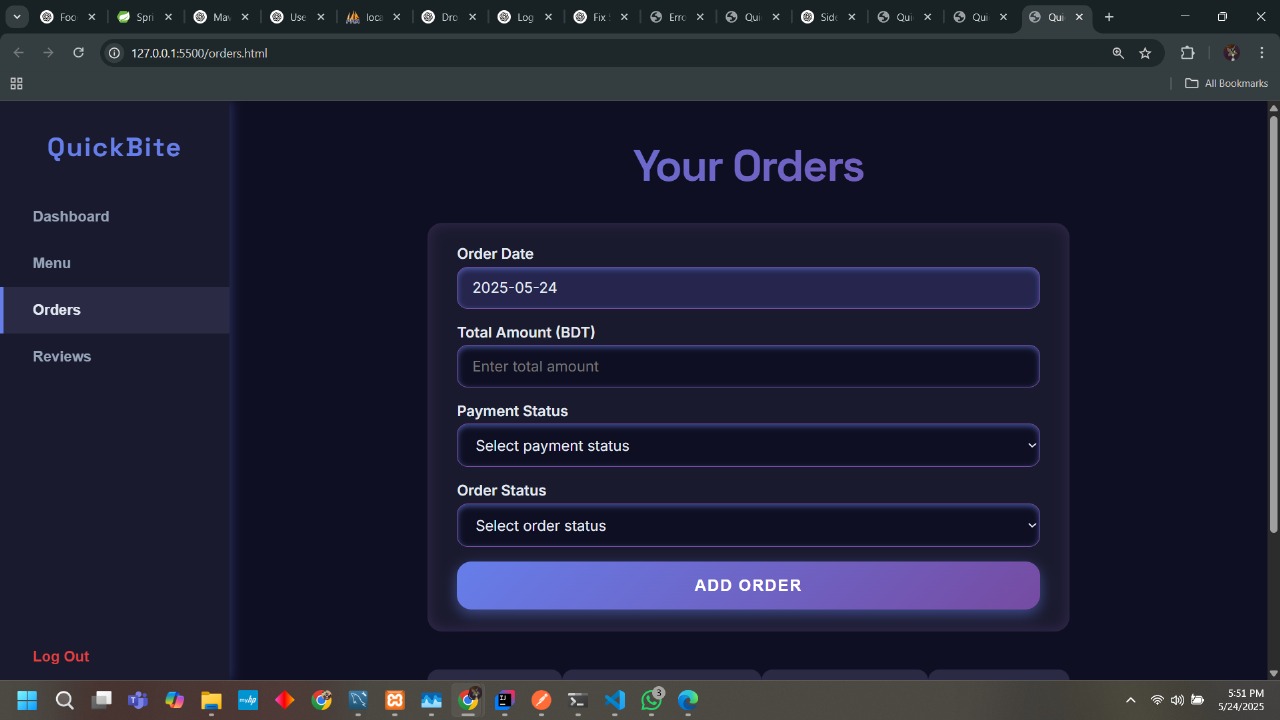 Foo
Spri
Mav
Use
loca
Dro
Log
Fix
Erro
Qui
Side
Qui
Qui
Qui
127.0.0.1:5500/orders.html
All Bookmarks
QuickBite
Dashboard
Menu
Orders
Reviews
Log Out
Your Orders
Order Date
2025-05-24
Total Amount (BDT)
Enter total amount
Payment Status
Select payment status
Order Status
Select order status
ADD ORDER
3
5:51 PM
5/24/2025